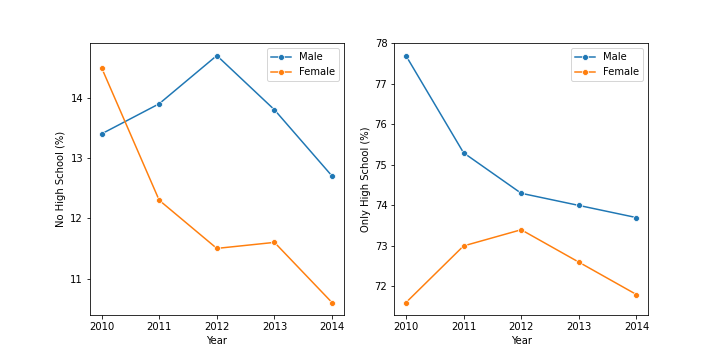 No High School (%)
14
13
12
11
Male
Female
2010 2011 2012 2013 2014
Year
Only High School (%)
78
77
76
75
74
73
72
Male
Female
2010 2011 2012 2013 2014
Year